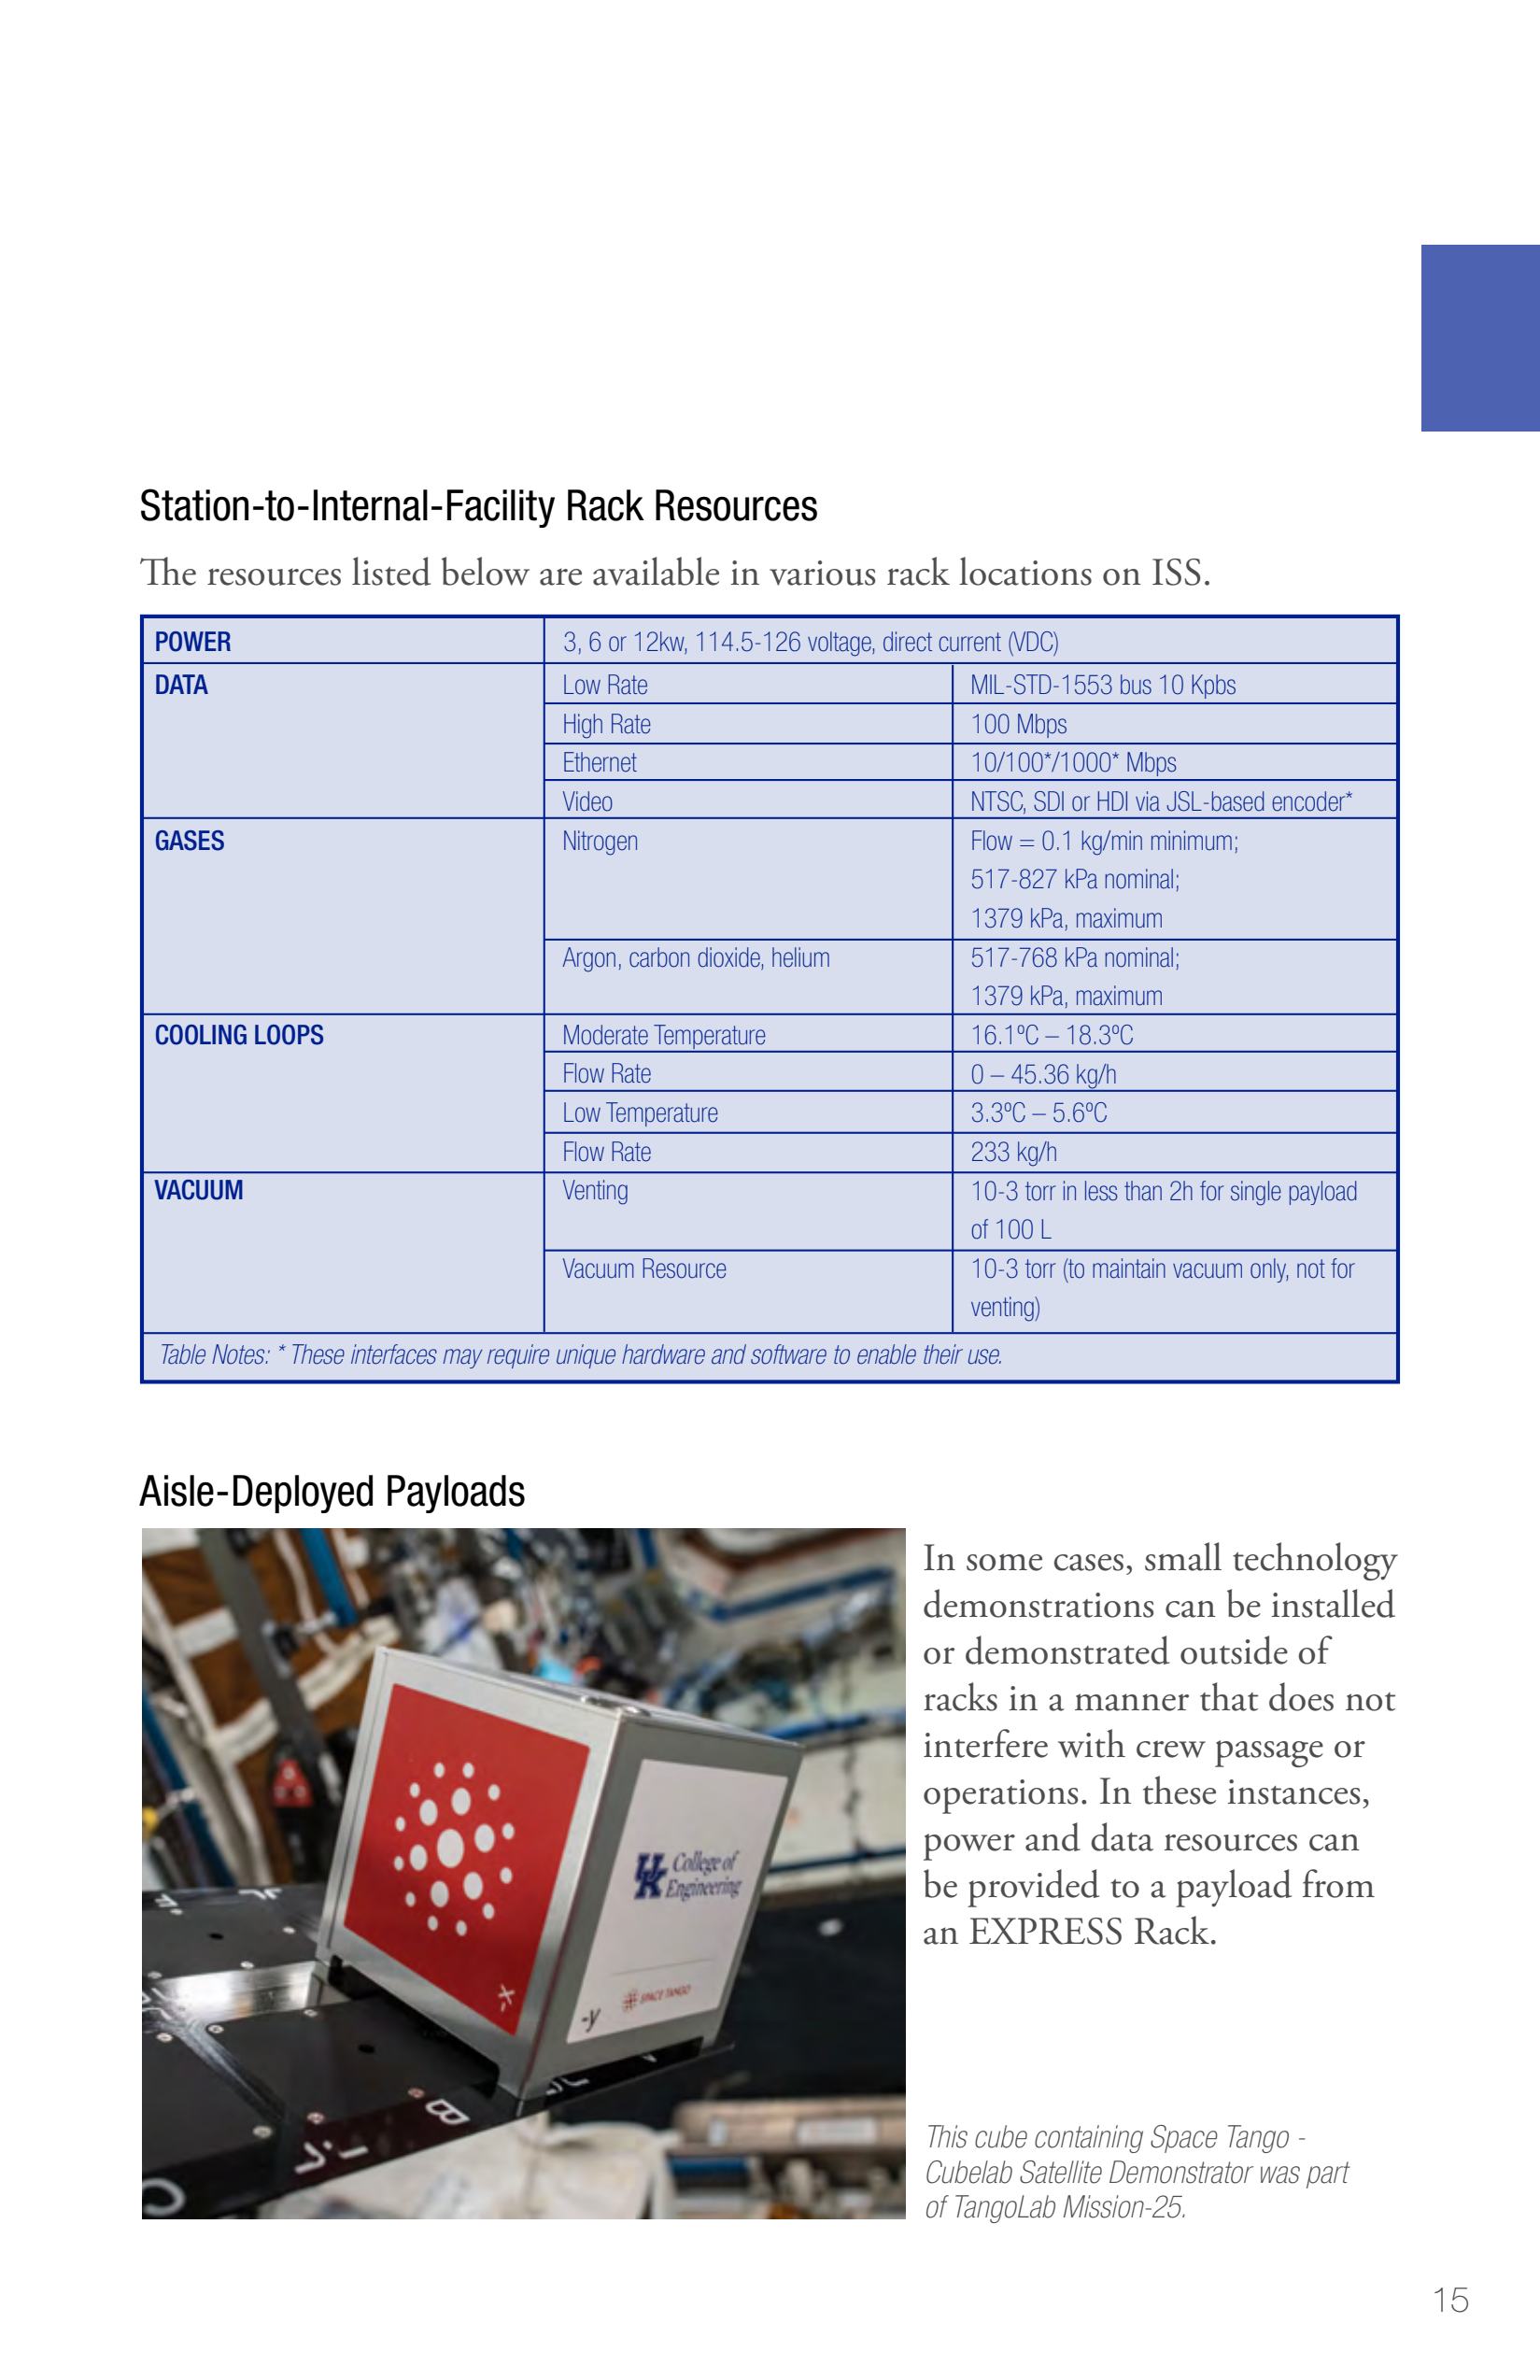 Station-to-Internal-Facility Rack Resources
The resources listed below are available in various rack locations on ISS.
POWER
3, 6 or 12kw, 114.5-126 voltage, direct current (VDC)
DATA
Low Rate
MIL-STD-1553 bus 10 Kpbs
High Rate
100 Mbps
Ethernet
10/100*/1000* Mbps
Video
NTSC, SDI or HDI via JSL-based encoder*
GASES
Nitrogen
Flow = 0.1 kg/min minimum;
517-827 kPa nominal;
1379 kPa, maximum
Argon, carbon dioxide, helium
517-768 kPa nominal;
1379 kPa, maximum
COOLING LOOPS
Moderate Temperature
16.1ºC – 18.3ºC
Flow Rate
0 – 45.36 kg/h
Low Temperature
3.3ºC – 5.6ºC
Flow Rate
233 kg/h
VACUUM
Venting
10-3 torr in less than 2h for single payload
of 100 L
Vacuum Resource
10-3 torr (to maintain vacuum only, not for
venting)
Table Notes: * These interfaces may require unique hardware and software to enable their use.
Aisle-Deployed Payloads
In some cases, small technology
demonstrations can be installed
or demonstrated outside of
racks in a manner that does not
interfere with crew passage or
operations. In these instances,
power and data resources can
be provided to a payload from
an EXPRESS Rack.
UK College of
Engineering
SPACE TANGO
-X
-y
B
This cube containing Space Tango -
Cubelab Satellite Demonstrator was part
of TangoLab Mission-25.
15